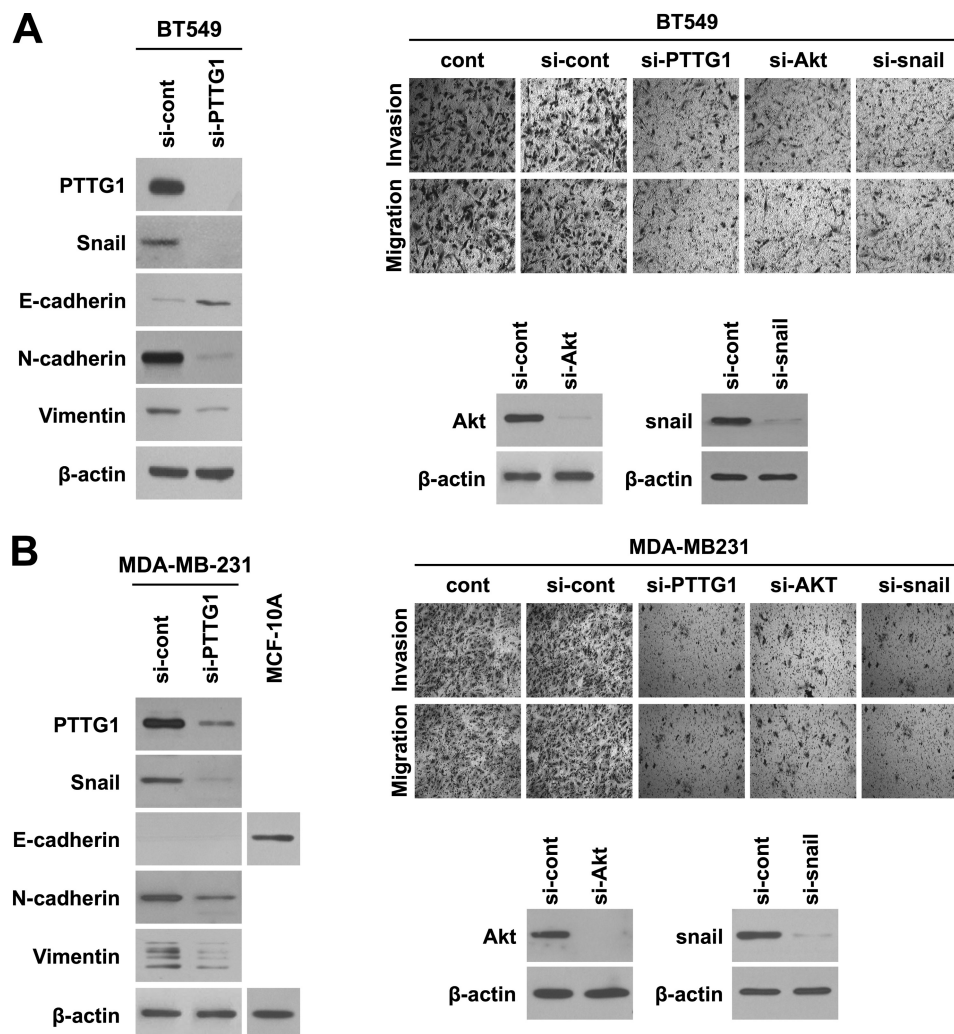 A
BT549
si-cont
si-PTTG1
PTTG1
Snail
E-cadherin
N-cadherin
Vimentin
β-actin
BT549
cont si-cont si-PTTG1 si-Akt si-snail
Invasion
Migration
si-cont
si-Akt
Akt
β-actin
si-cont
si-snail
snail
β-actin
B
MDA-MB-231
si-cont
si-PTTG1
MCF-10A
PTTG1
Snail
E-cadherin
N-cadherin
Vimentin
β-actin
MDA-MB231
cont si-cont si-PTTG1 si-AKT si-snail
Invasion
Migration
si-cont
si-Akt
Akt
β-actin
si-cont
si-snail
snail
β-actin